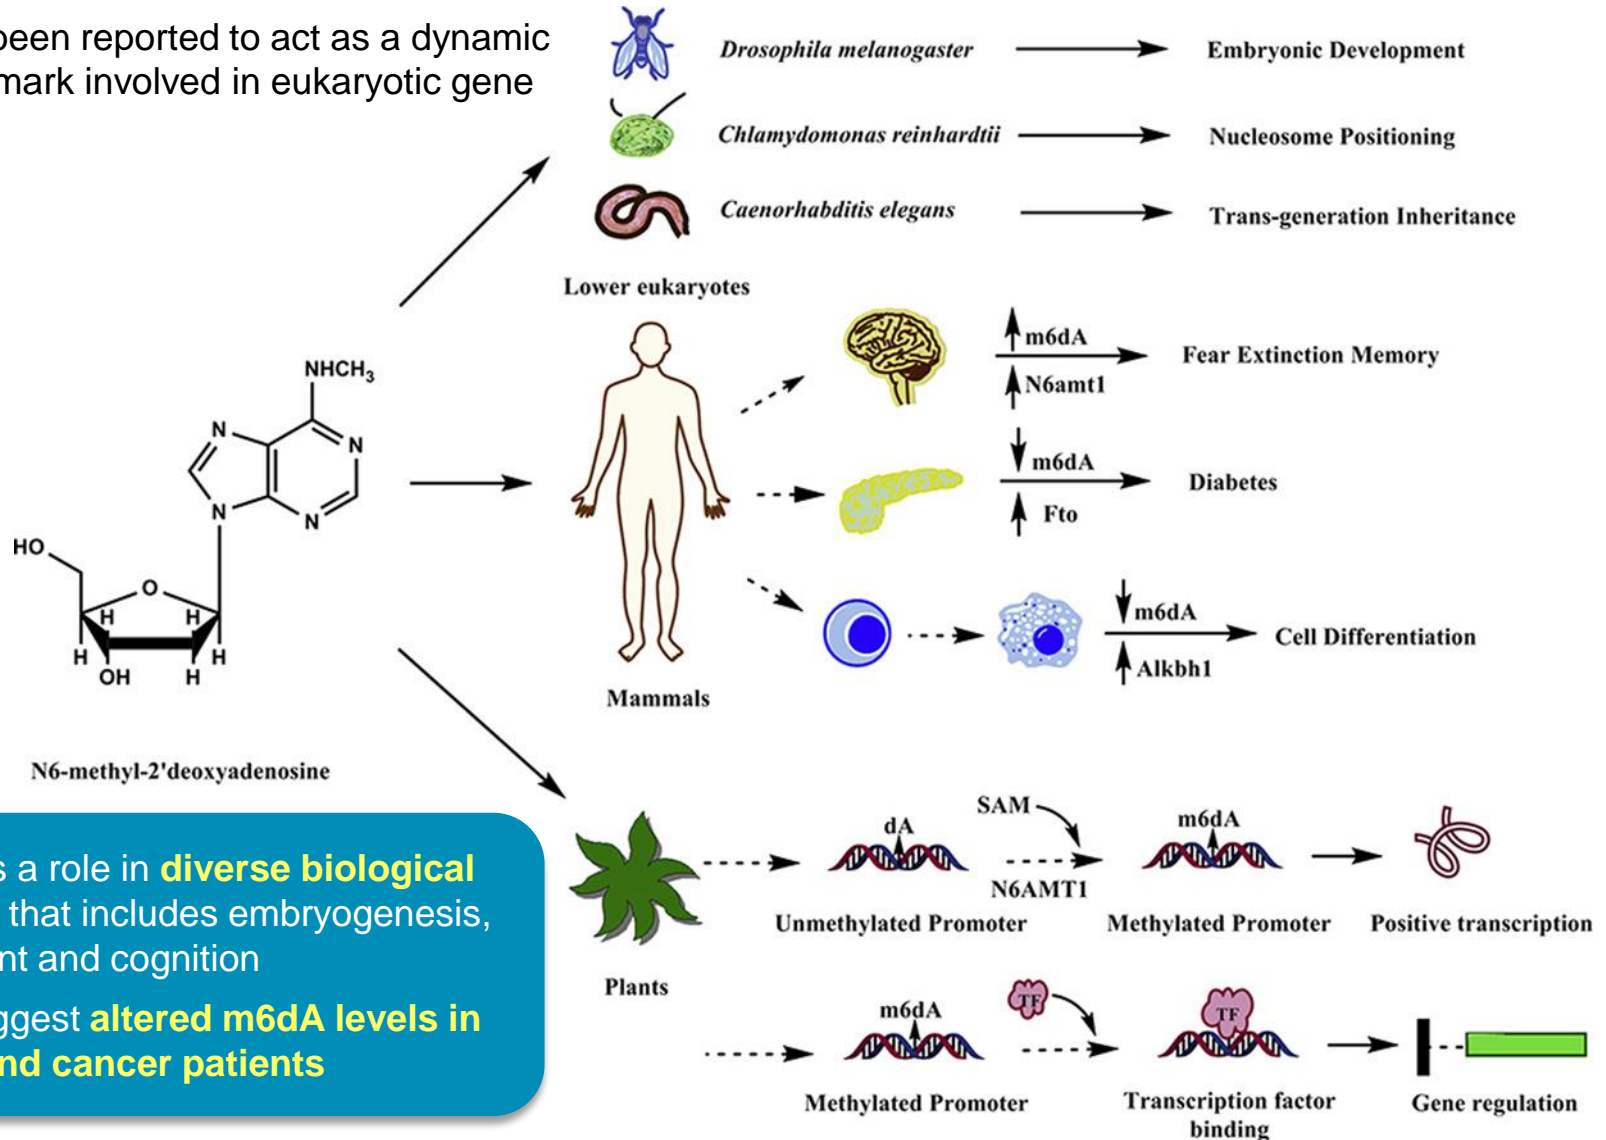 been reported to act as a dynamic
mark involved in eukaryotic gene
Drosophila melanogaster
Embryonic Development
Chlamydomonas reinhardtii
Nucleosome Positioning
Caenorhabditis elegans
Trans-generation Inheritance
Lower eukaryotes
m6dA
N6amt1
Fear Extinction Memory
m6dA
Fto
Diabetes
m6dA
Alkbh1
Cell Differentiation
Mammals
NHCH3
N
N
N
N
HO
O
H
H
H
H
OH
H
N6-methyl-2'deoxyadenosine
s a role in diverse biological
that includes embryogenesis,
nt and cognition
ggest altered m6dA levels in
nd cancer patients
Plants
dA
SAM
N6AMT1
m6dA
Unmethylated Promoter
Methylated Promoter
Positive transcription
m6dA
TF
TF
Methylated Promoter
Transcription factor
binding
Gene regulation